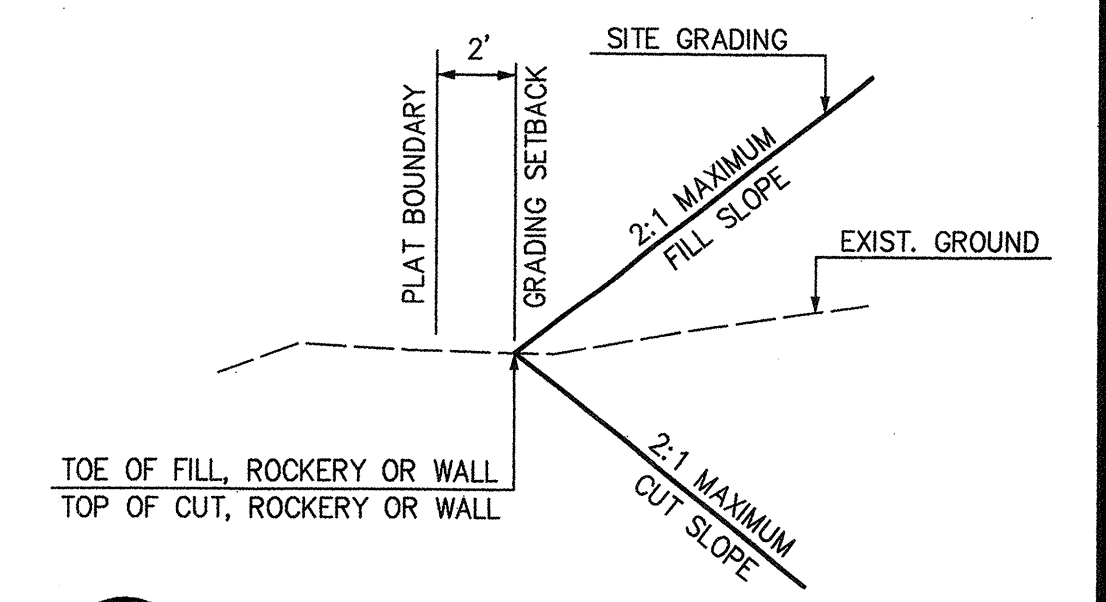 2'
SITE GRADING
PLAT BOUNDARY
GRADING SETBACK
2:1 MAXIMUM
FILL SLOPE
EXIST. GROUND
TOE OF FILL, ROCKERY OR WALL
TOP OF CUT, ROCKERY OR WALL
2:1 MAXIMUM
CUT SLOPE